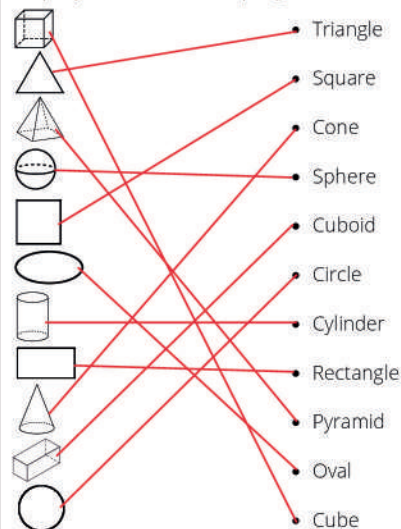 Triangle
Square
Cone
Sphere
Cuboid
Circle
Cylinder
Rectangle
Pyramid
Oval
Cube